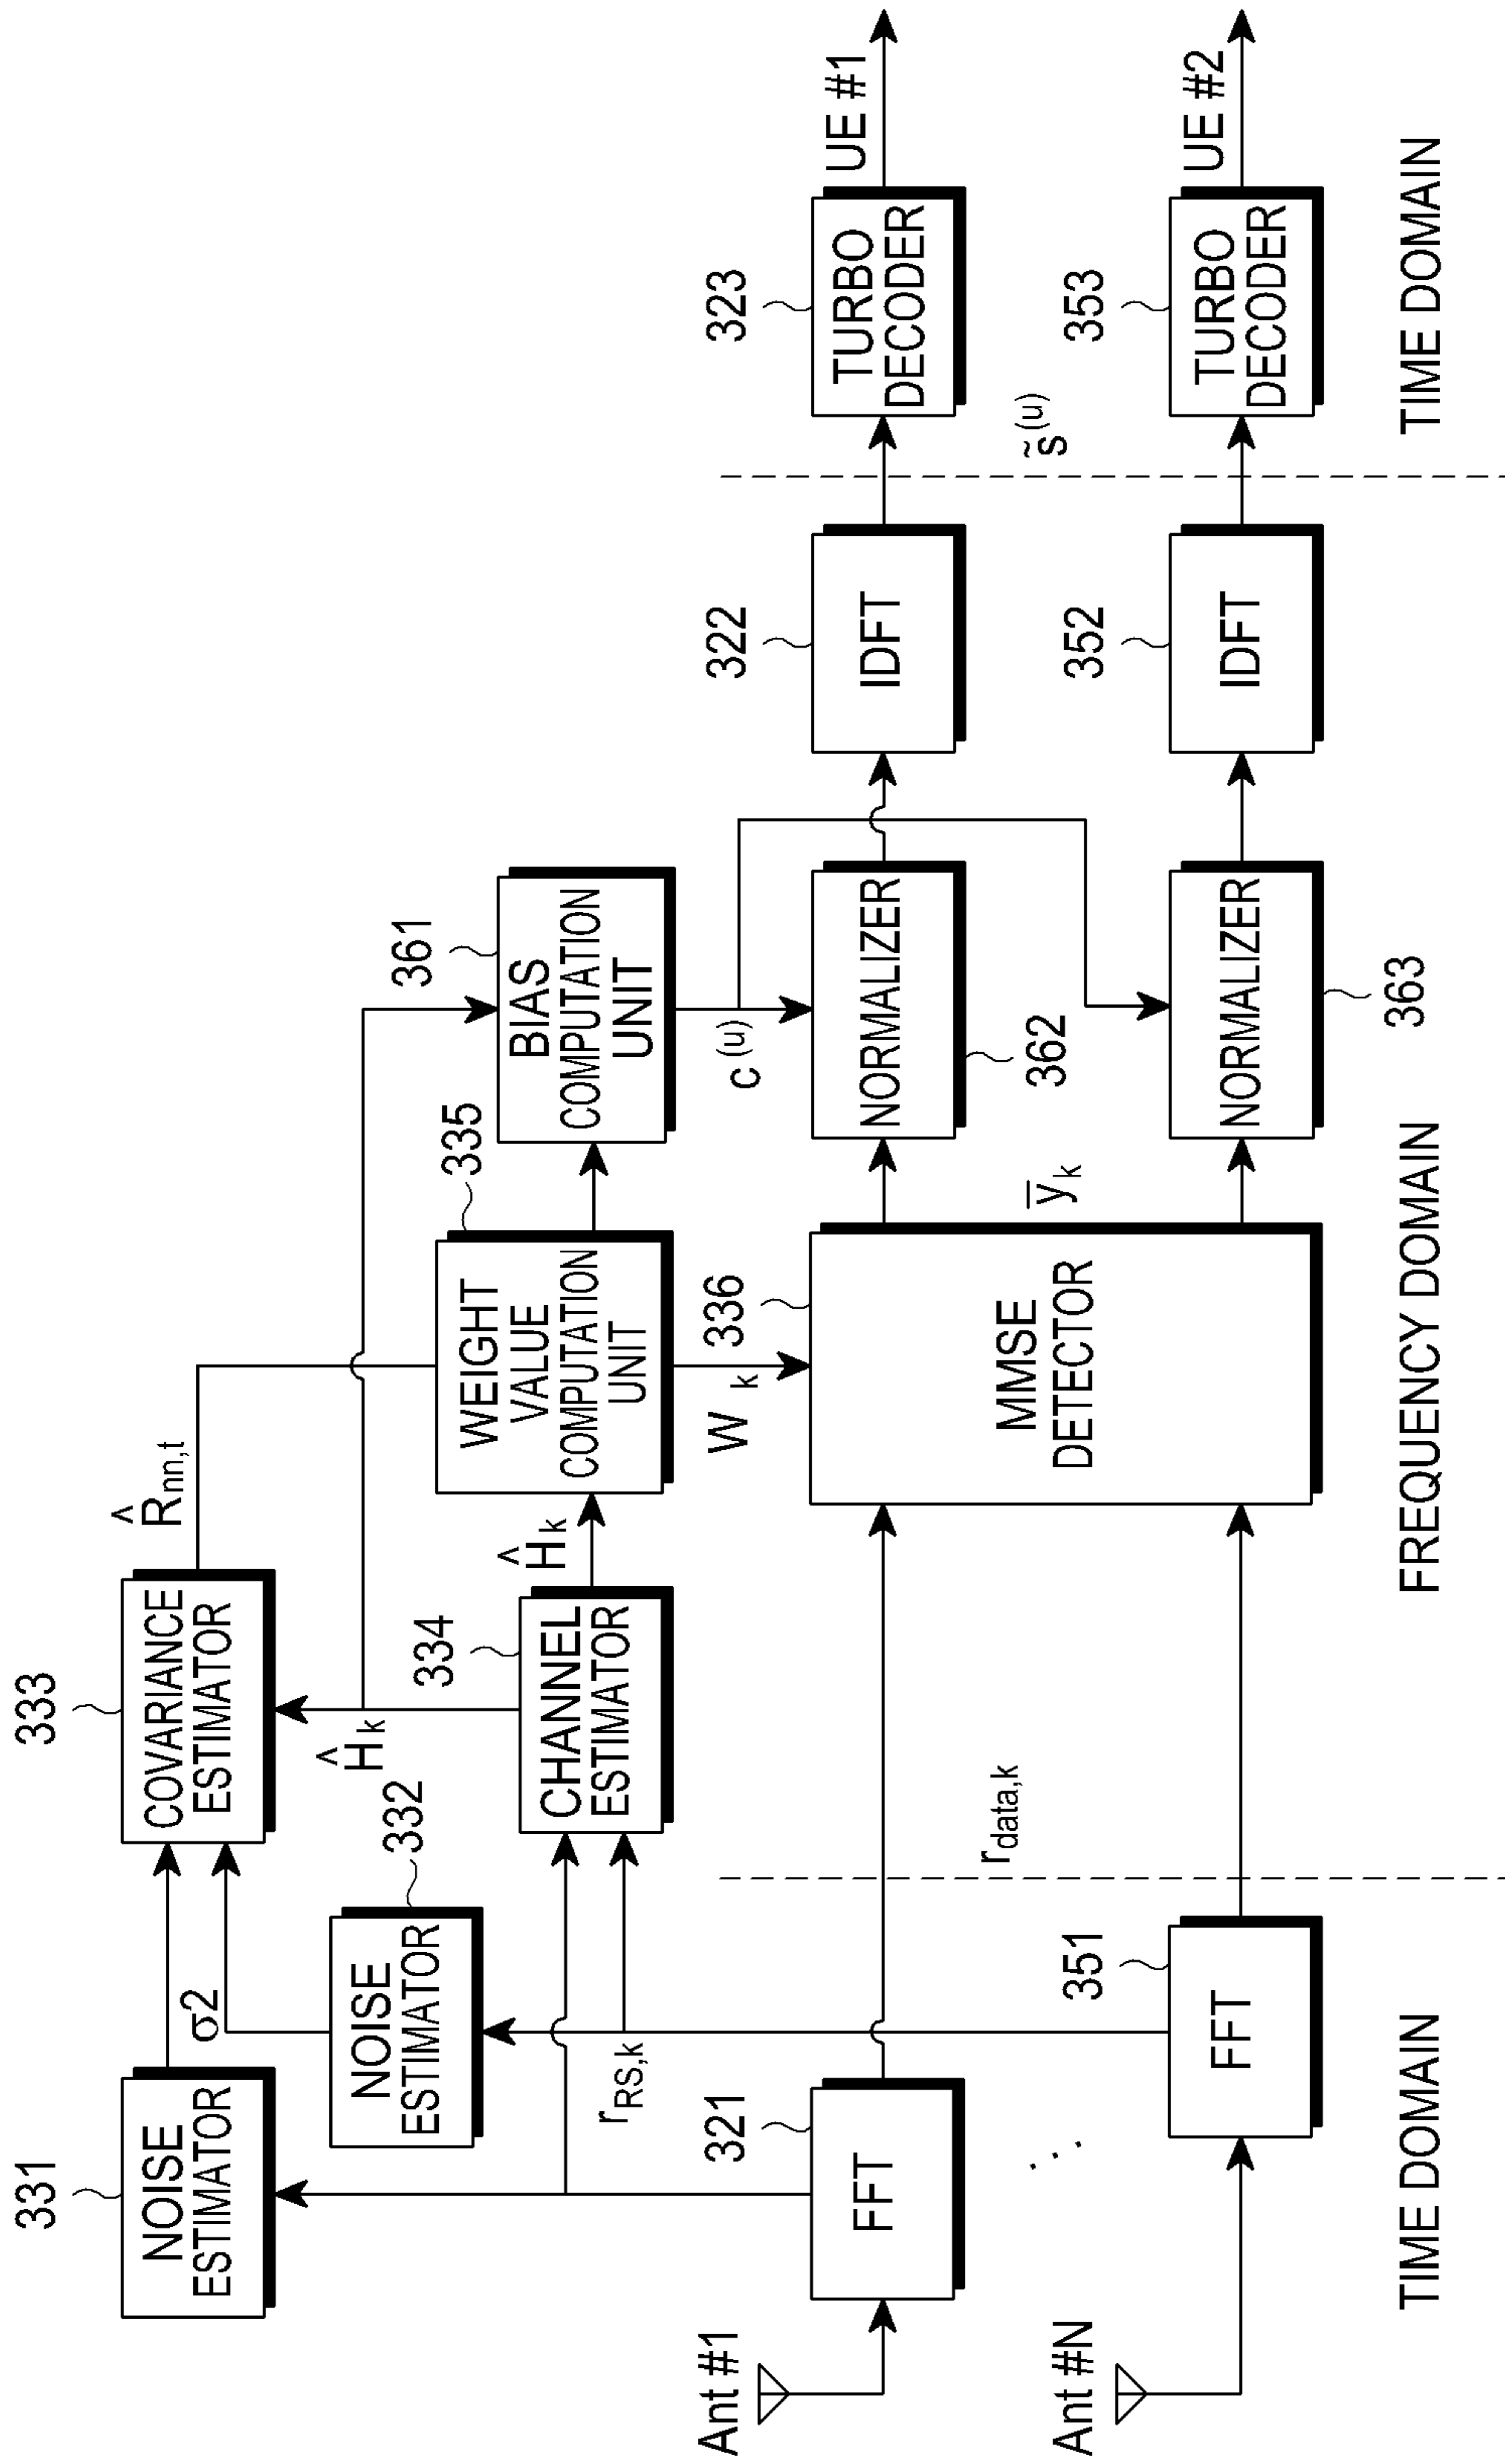 331
NOISE
ESTIMATOR
σ2
332
NOISE
ESTIMATOR
333
COVARIANCE
ESTIMATOR
R̂nn,t
Ĥk
334
CHANNEL
ESTIMATOR
Ĥk
335
WEIGHT
VALUE
COMPUTATION
UNIT
361
BIAS
COMPUTATION
UNIT
rRS,k
Wk
c(u)
Ant #1
321
FFT
336
MMSE
DETECTOR
NORMALIZER
362
322
IDFT
323
TURBO
DECODER
UE #1
. . .
rdata,k
y̅k
s̃(u)
Ant #N
351
FFT
NORMALIZER
363
352
IDFT
353
TURBO
DECODER
UE #2
TIME DOMAIN
FREQUENCY DOMAIN
TIME DOMAIN